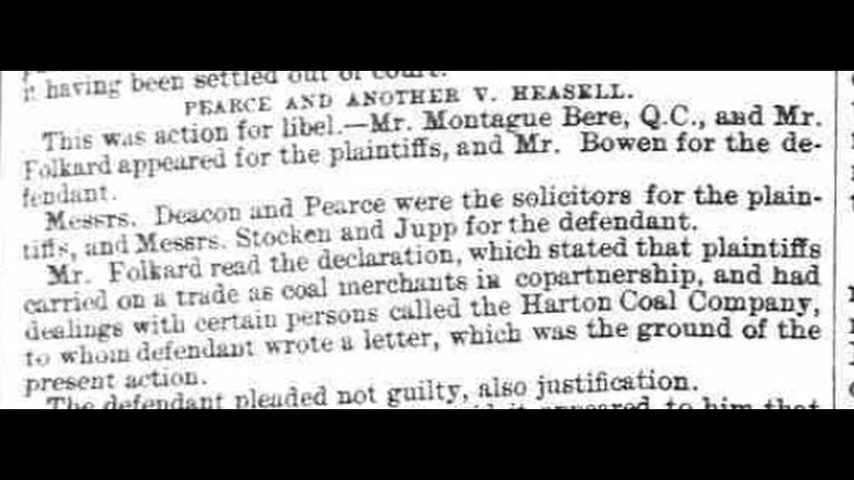 it having been settled out of court.
PEARCE AND ANOTHER V. HEASELL.
This was action for libel.—Mr. Montague Bere, Q.C., and Mr.
Folkard appeared for the plaintiffs, and Mr. Bowen for the de-
fendant.
Messrs. Deacon and Pearce were the solicitors for the plain-
tiffs, and Messrs. Stocken and Jupp for the defendant.
Mr. Folkard read the declaration, which stated that plaintiffs
carried on a trade as coal merchants in copartnership, and had
dealings with certain persons called the Harton Coal Company,
to whom defendant wrote a letter, which was the ground of the
present action.
The defendant pleaded not guilty, also justification.
it appeared to him that